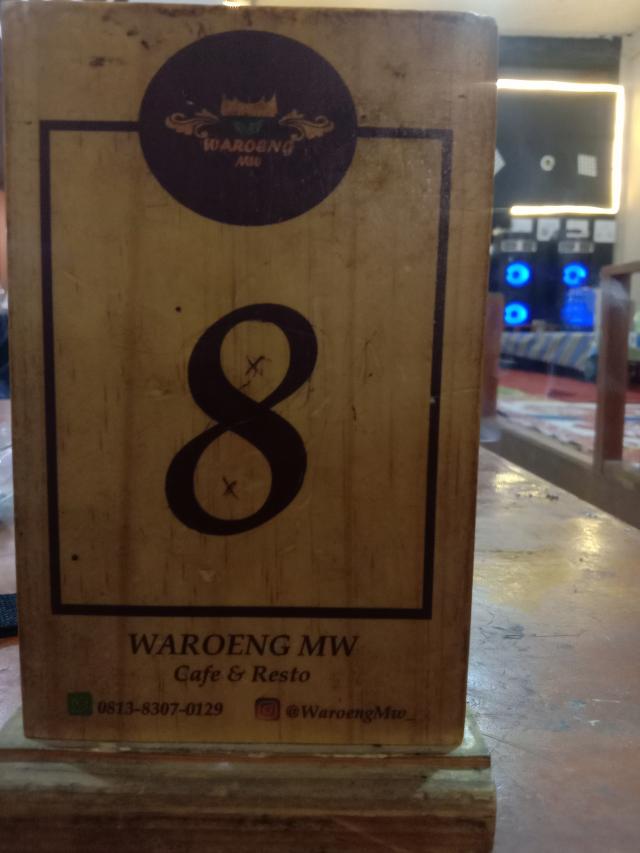 WAROENG
MW
8
WAROENG MW
Cafe & Resto
0813-8307-0129 @WaroengMw_